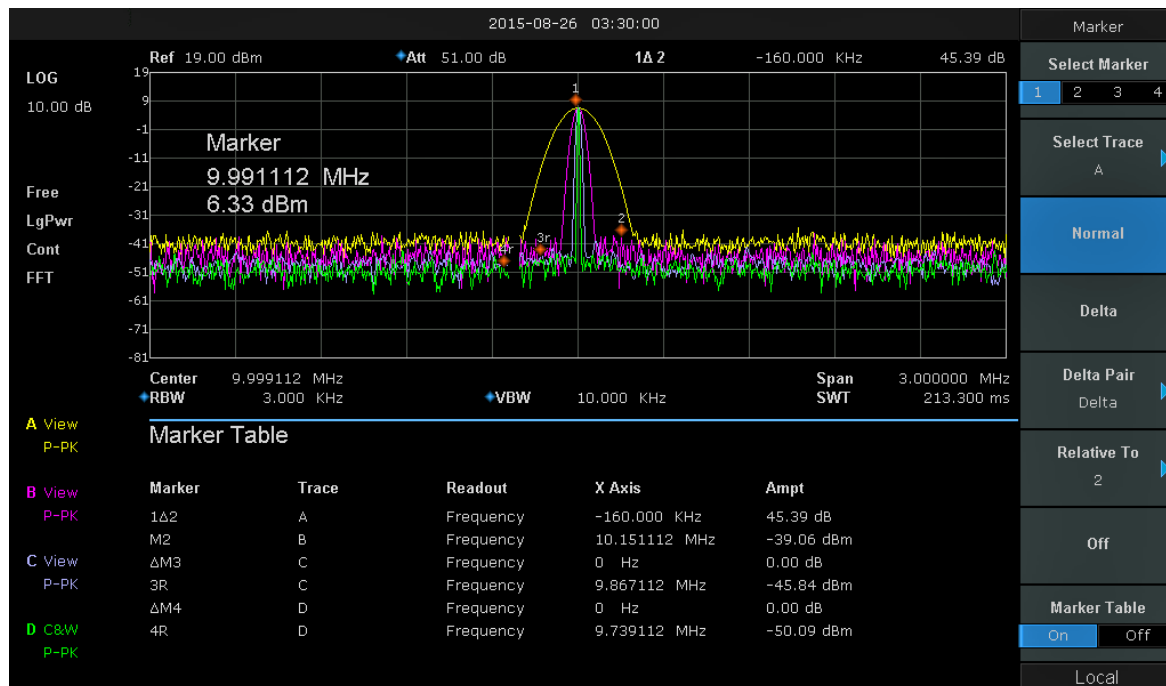 2015-08-26 03:30:00
Marker
Ref 19.00 dBm Att 51.00 dB 1Δ 2 -160.000 KHz 45.39 dB
LOG
10.00 dB
Free
LgPwr
Cont
FFT
19
9
-1
-11
-21
-31
-41
-51
-61
-71
-81
Marker
9.991112 MHz
6.33 dBm
1
2
3r
4r
Center 9.999112 MHz Span 3.000000 MHz
RBW 3.000 KHz VBW 10.000 KHz SWT 213.300 ms
A View
P-PK
B View
P-PK
C View
P-PK
D C&W
P-PK
Marker Table
Marker Trace Readout X Axis Ampt
1Δ2 A Frequency -160.000 KHz 45.39 dB
M2 B Frequency 10.151112 MHz -39.06 dBm
ΔM3 C Frequency 0 Hz 0.00 dB
3R C Frequency 9.867112 MHz -45.84 dBm
ΔM4 D Frequency 0 Hz 0.00 dB
4R D Frequency 9.739112 MHz -50.09 dBm
Select Marker
1 2 3 4
Select Trace
A
Normal
Delta
Delta Pair
Delta
Relative To
2
Off
Marker Table
On Off
Local